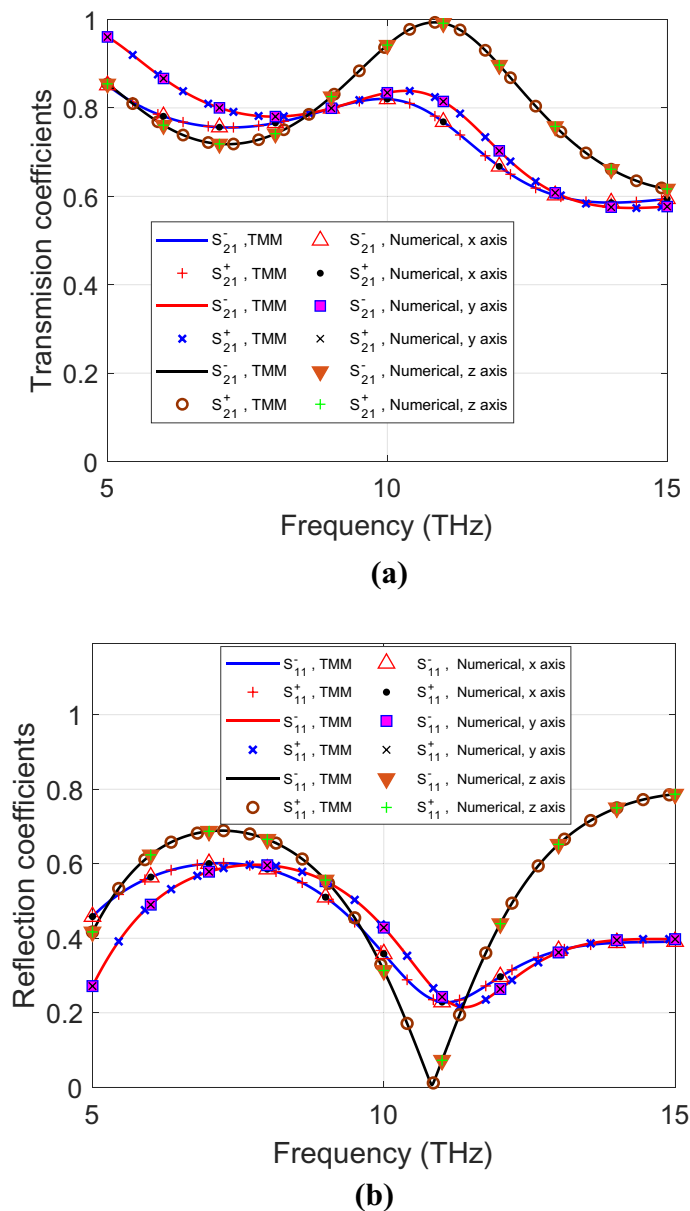 1
0.8
0.6
0.4
0.2
0
5
10
15
Transmision coefficients
Frequency (THz)
S₂₁⁻ ,TMM
S₂₁⁺ , TMM
S₂₁⁻ , TMM
S₂₁⁺ , TMM
S₂₁⁻ , TMM
S₂₁⁺ , TMM
S₂₁⁻ , Numerical, x axis
S₂₁⁺ , Numerical, x axis
S₂₁⁻ , Numerical, y axis
S₂₁⁺ , Numerical, y axis
S₂₁⁻ , Numerical, z axis
S₂₁⁺ , Numerical, z axis
(a)
1
0.8
0.6
0.4
0.2
0
5
10
15
Reflection coefficients
Frequency (THz)
S₁₁⁻ , TMM
S₁₁⁺ , TMM
S₁₁⁻ , TMM
S₁₁⁺ , TMM
S₁₁⁻ , TMM
S₁₁⁺ , TMM
S₁₁⁻ , Numerical, x axis
S₁₁⁺ , Numerical, x axis
S₁₁⁻ , Numerical, y axis
S₁₁⁺ , Numerical, y axis
S₁₁⁻ , Numerical, z axis
S₁₁⁺ , Numerical, z axis
(b)